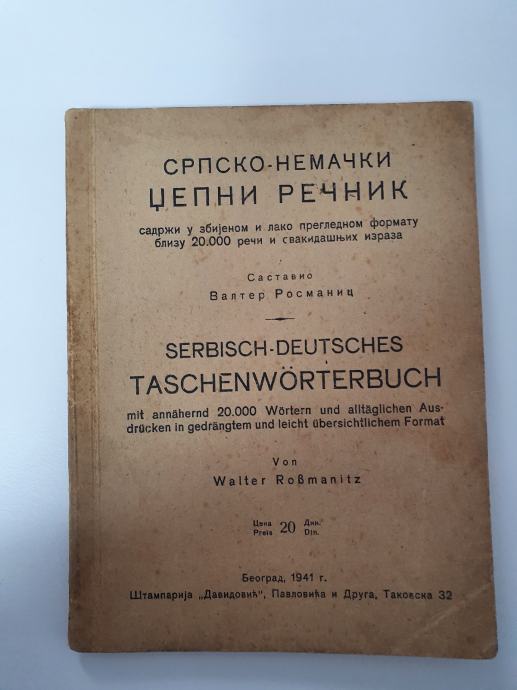 СРПСКО-НЕМАЧКИ
ЏЕПНИ РЕЧНИК
садржи у збијеном и лако прегледном формату
близу 20.000 речи и свакидашњих израза
Саставио
Валтер Росманиц
SERBISCH-DEUTSCHES
TASCHENWÖRTERBUCH
mit annähernd 20.000 Wörtern und alltäglichen Aus-
drücken in gedrängtem und leicht übersichtlichem Format
Von
Walter Roßmanitz
Цена 20 Дин.
Preis Din.
Београд, 1941 г.
Штампарија „Давидовић", Павловића и Друга, Таковска 32